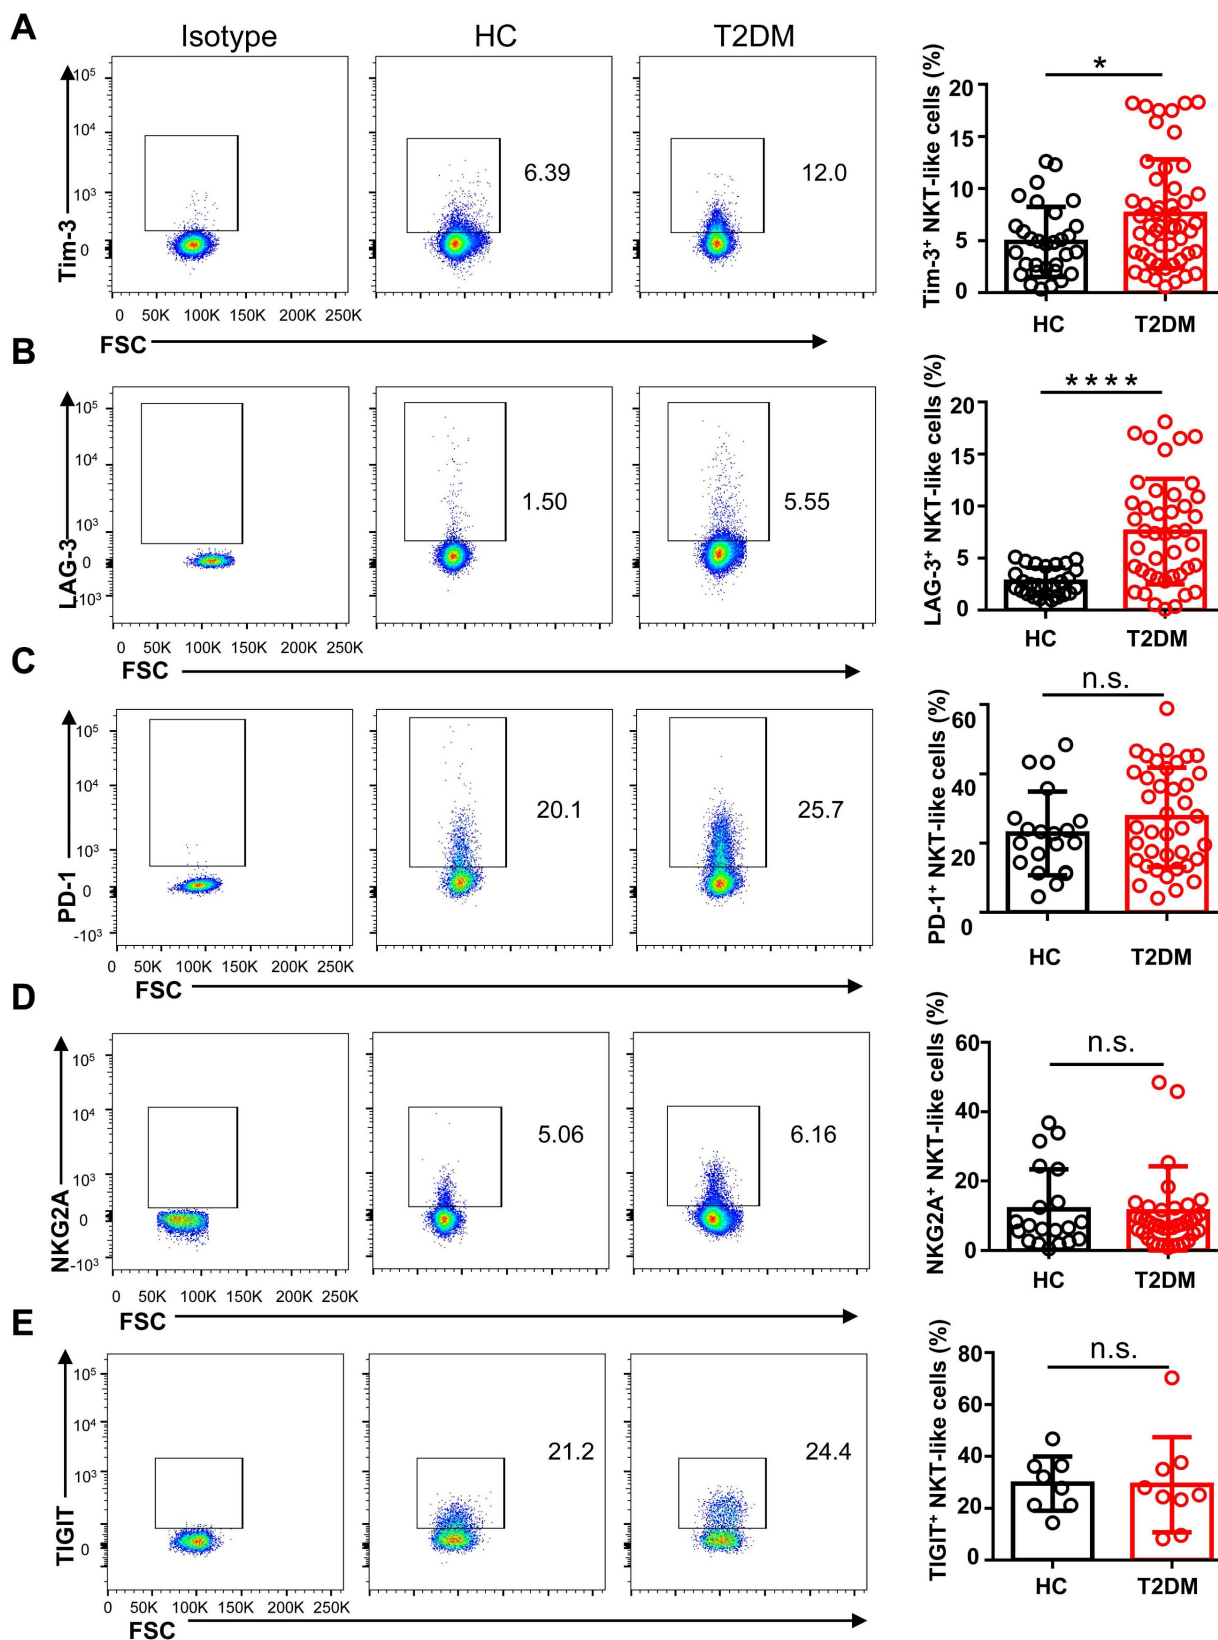 A
Isotype
HC
T2DM
10⁵
10⁴
10³
0
Tim-3
6.39
12.0
0 50K 100K 150K 200K 250K
FSC
Tim-3⁺ NKT-like cells (%)
*
20
15
10
5
0
HC
T2DM
B
10⁵
10⁴
10³
0
-10³
LAG-3
1.50
5.55
0 50K 100K 150K 200K 250K
FSC
LAG-3⁺ NKT-like cells (%)
****
20
15
10
5
0
HC
T2DM
C
10⁵
10⁴
10³
0
-10³
PD-1
20.1
25.7
0 50K 100K 150K 200K 250K
FSC
PD-1⁺ NKT-like cells (%)
n.s.
60
40
20
0
HC
T2DM
D
10⁵
10⁴
10³
0
-10³
NKG2A
5.06
6.16
0 50K 100K 150K 200K 250K
FSC
NKG2A⁺ NKT-like cells (%)
n.s.
60
40
20
0
HC
T2DM
E
10⁵
10⁴
10³
0
TIGIT
21.2
24.4
0 50K 100K 150K 200K 250K
FSC
TIGIT⁺ NKT-like cells (%)
n.s.
80
60
40
20
0
HC
T2DM